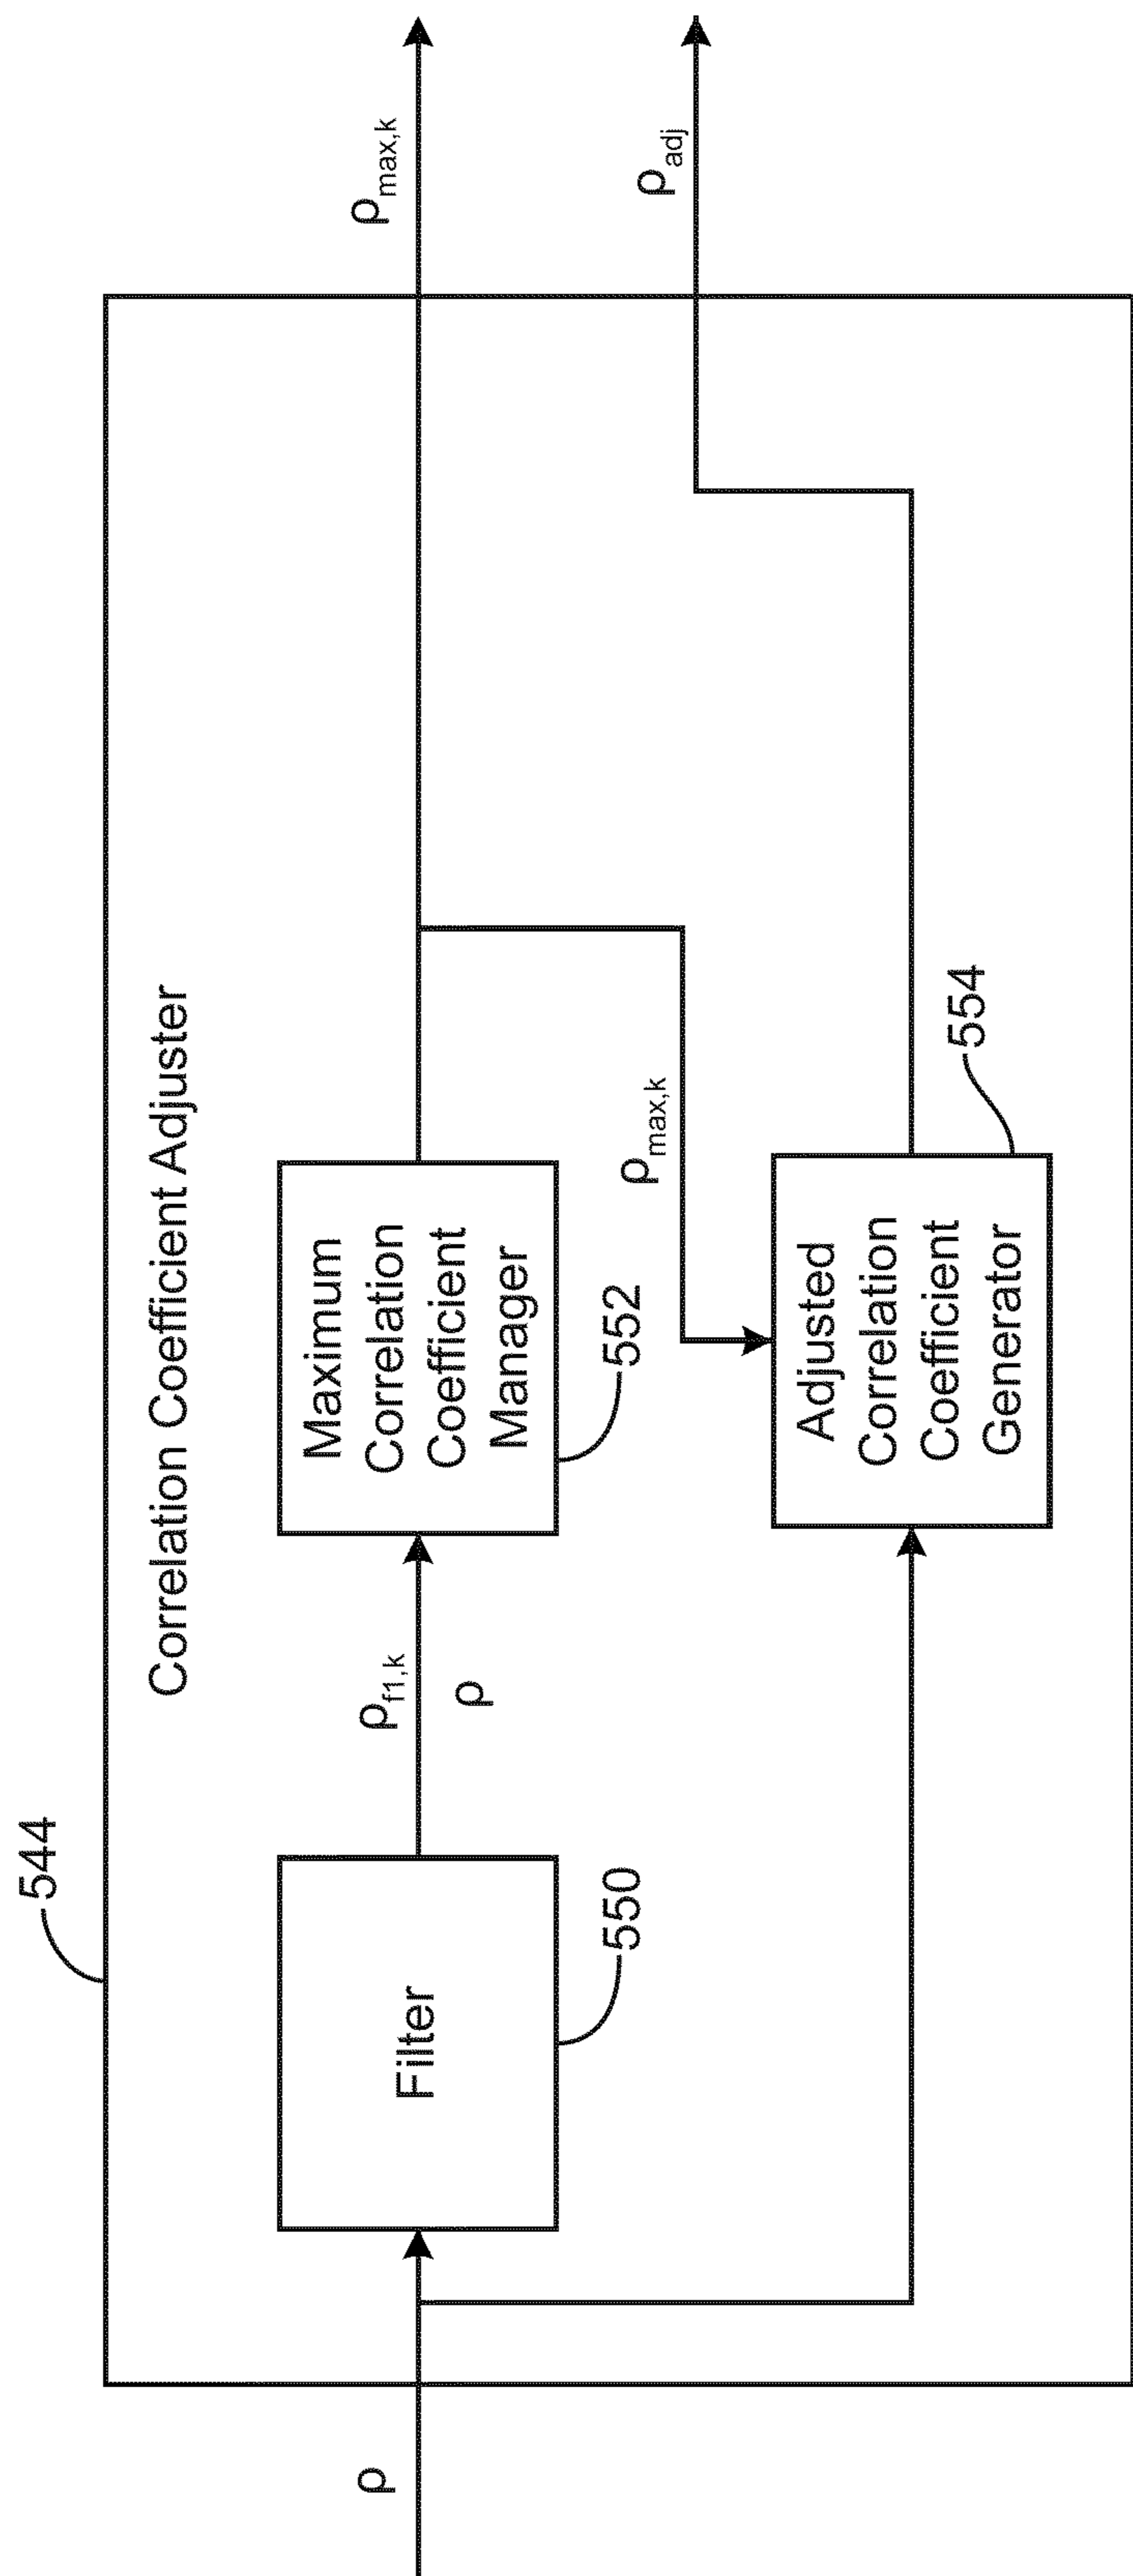 544
Correlation Coefficient Adjuster
ρ
Filter
550
ρf1,k
ρ
Maximum
Correlation
Coefficient
Manager
552
ρmax,k
ρmax,k
Adjusted
Correlation
Coefficient
Generator
554
ρadj